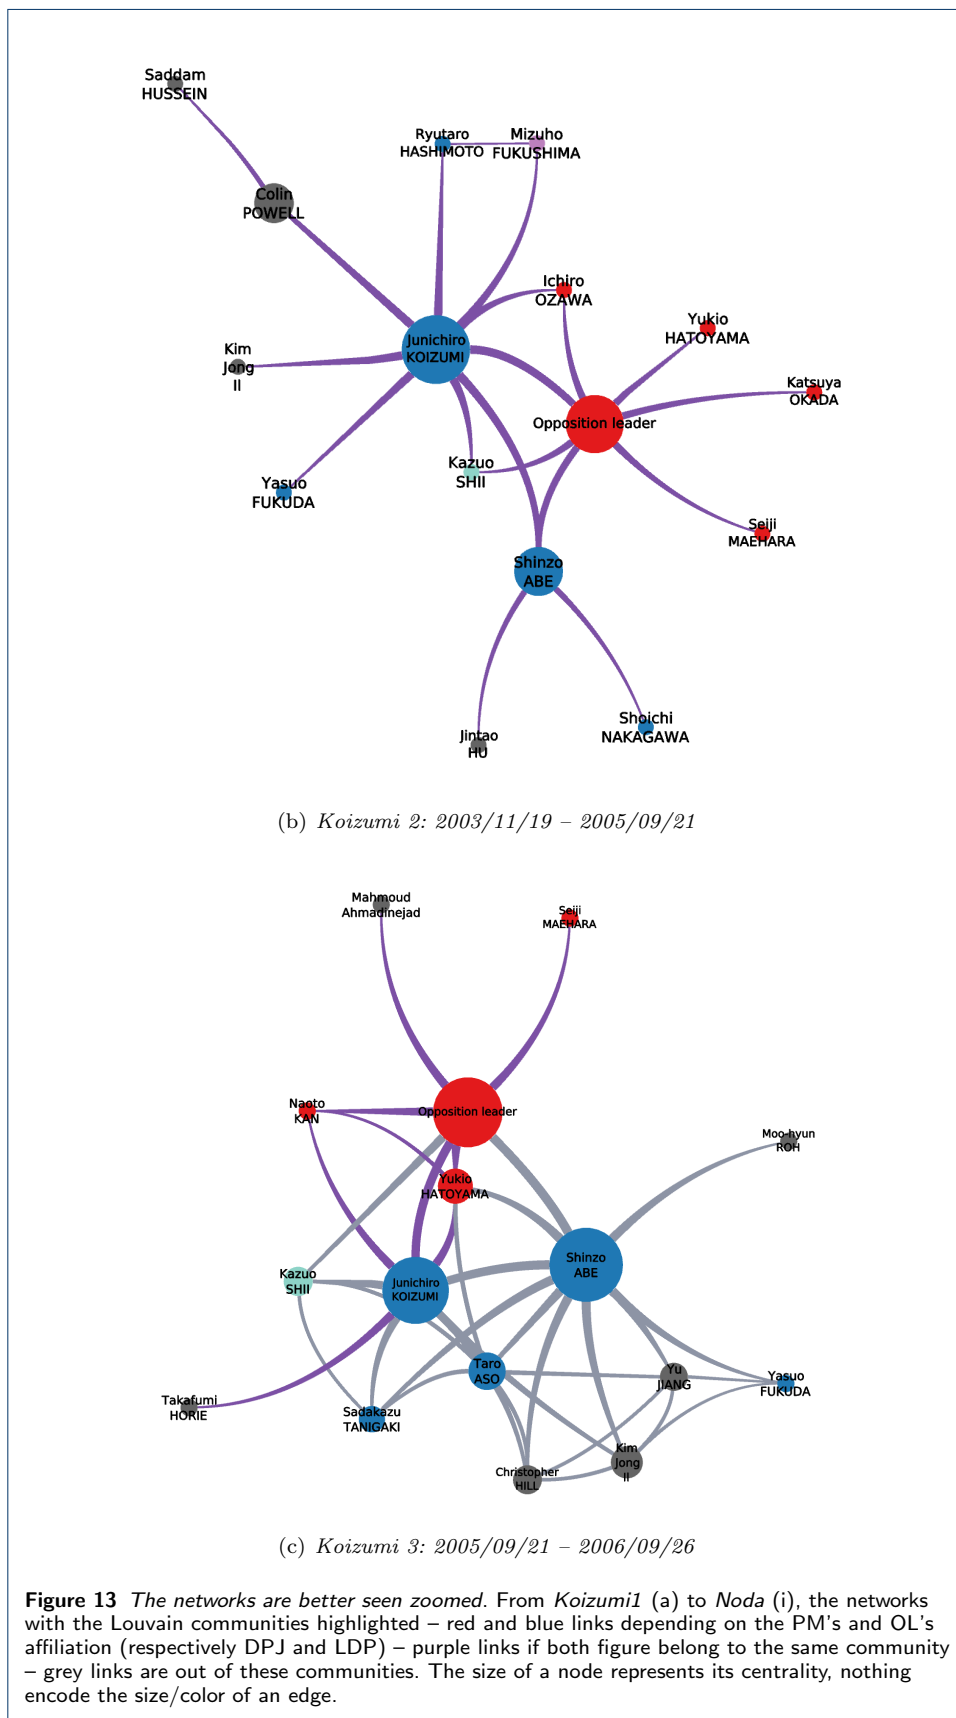 Saddam
HUSSEIN
Ryutaro
HASHIMOTO
Mizuho
FUKUSHIMA
Colin
POWELL
Ichiro
OZAWA
Yukio
HATOYAMA
Junichiro
KOIZUMI
Kim
Jong
Il
Katsuya
OKADA
Opposition leader
Kazuo
SHII
Yasuo
FUKUDA
Seiji
MAEHARA
Shinzo
ABE
Shoichi
NAKAGAWA
Jintao
HU
(b) Koizumi 2: 2003/11/19 – 2005/09/21
Mahmoud
Ahmadinejad
Seiji
MAEHARA
Naoto
KAN
Opposition leader
Moo-hyun
ROH
Yukio
HATOYAMA
Shinzo
ABE
Kazuo
SHII
Junichiro
KOIZUMI
Taro
ASO
Yu
JIANG
Yasuo
FUKUDA
Takafumi
HORIE
Sadakazu
TANIGAKI
Kim
Jong
Il
Christopher
HILL
(c) Koizumi 3: 2005/09/21 – 2006/09/26
Figure 13 The networks are better seen zoomed. From Koizumi1 (a) to Noda (i), the networks
with the Louvain communities highlighted – red and blue links depending on the PM's and OL's
affiliation (respectively DPJ and LDP) – purple links if both figure belong to the same community
– grey links are out of these communities. The size of a node represents its centrality, nothing
encode the size/color of an edge.